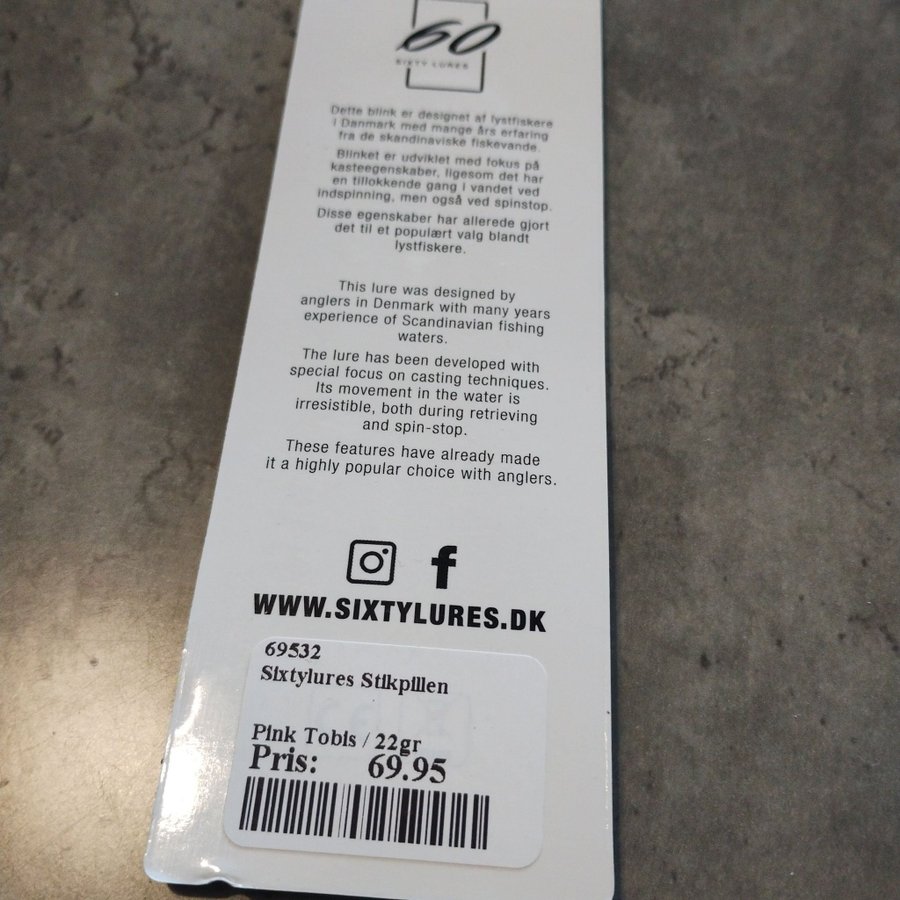 60
SIXTY LURES
Dette blink er designet af lystfiskere
i Danmark med mange års erfaring
fra de skandinaviske fiskevande.
Blinket er udviklet med fokus på
kasteegenskaber, ligesom det har
en tillokkende gang i vandet ved
indspinning, men også ved spinstop.
Disse egenskaber har allerede gjort
det til et populært valg blandt
lystfiskere.
This lure was designed by
anglers in Denmark with many years
experience of Scandinavian fishing
waters.
The lure has been developed with
special focus on casting techniques.
Its movement in the water is
irresistible, both during retrieving
and spin-stop.
These features have already made
it a highly popular choice with anglers.
WWW.SIXTYLURES.DK
69532
Sixtylures Stikpillen
Pink Tobis / 22gr
Pris: 69.95